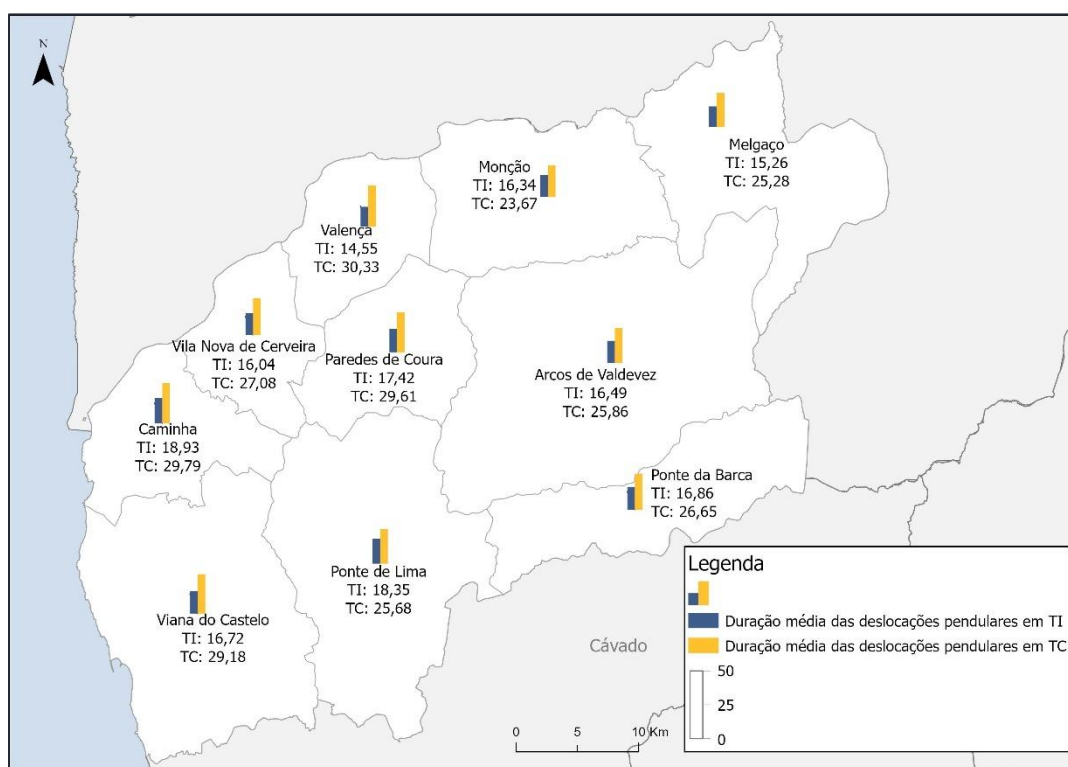 N
Melgaço
TI: 15,26
TC: 25,28
Monção
TI: 16,34
TC: 23,67
Valença
TI: 14,55
TC: 30,33
Vila Nova de Cerveira
TI: 16,04
TC: 27,08
Paredes de Coura
TI: 17,42
TC: 29,61
Arcos de Valdevez
TI: 16,49
TC: 25,86
Caminha
TI: 18,93
TC: 29,79
Ponte da Barca
TI: 16,86
TC: 26,65
Ponte de Lima
TI: 18,35
TC: 25,68
Viana do Castelo
TI: 16,72
TC: 29,18
Cávado
0 5 10 Km
Legenda
Duração média das deslocações pendulares em TI
Duração média das deslocações pendulares em TC
50
25
0